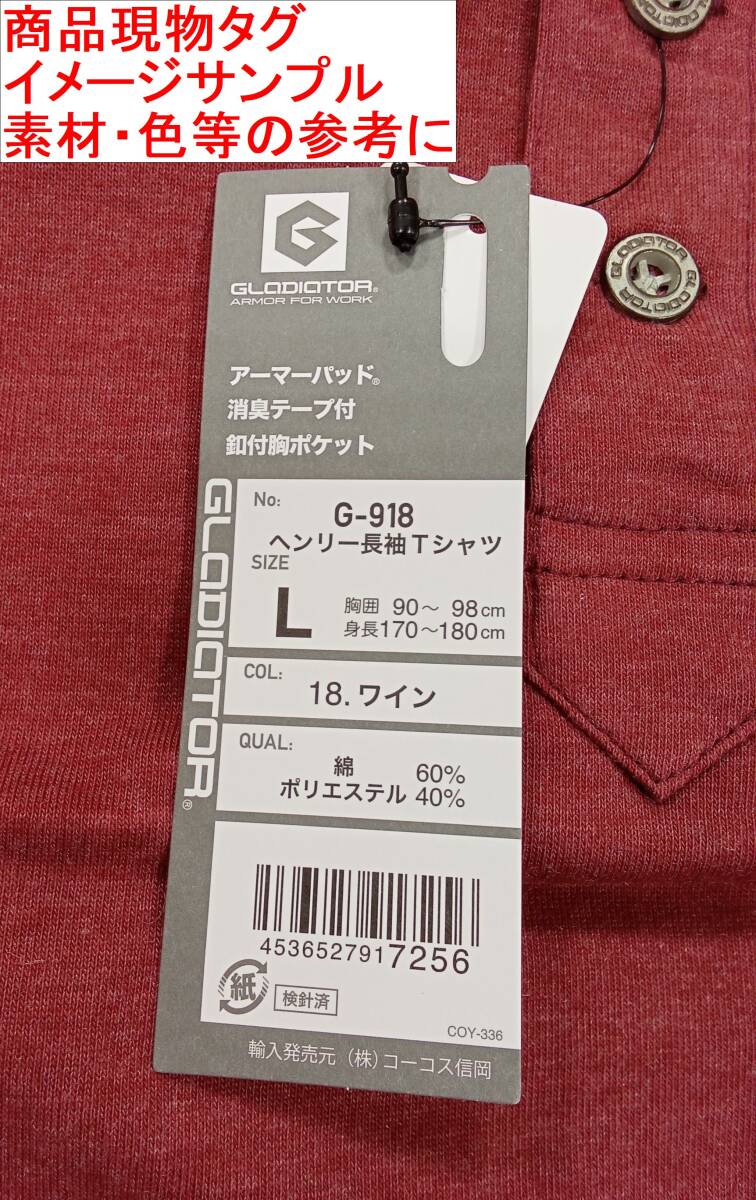 商品現物タグ
イメージサンプル
素材・色等の参考に
GLADIATOR
GLADIATOR GLADIATOR
G
GLADIATOR®
ARMOR FOR WORK
アーマーパッド®
消臭テープ付
釦付胸ポケット
GLADIATOR®
No:
G-918
ヘンリー長袖Tシャツ
SIZE
L
胸囲 90～ 98cm
身長170～180cm
COL:
18.ワイン
QUAL:
綿 60%
ポリエステル 40%
4536527917256
紙
検針済
COY-336
輸入発売元 (株)コーコス信岡